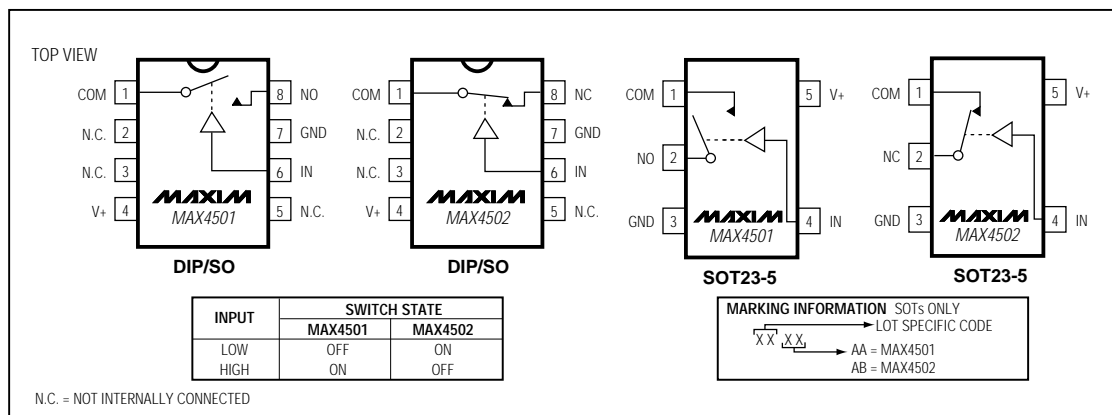 TOP VIEW
COM 1
8 NO
N.C. 2
7 GND
N.C. 3
6 IN
V+ 4
5 N.C.
MAXIM
MAX4501
DIP/SO
COM 1
8 NC
N.C. 2
7 GND
N.C. 3
6 IN
V+ 4
5 N.C.
MAXIM
MAX4502
DIP/SO
COM 1
5 V+
NO 2
GND 3
4 IN
MAXIM
MAX4501
SOT23-5
COM 1
5 V+
NC 2
GND 3
4 IN
MAXIM
MAX4502
SOT23-5
INPUT SWITCH STATE
MAX4501 MAX4502
LOW OFF ON
HIGH ON OFF
MARKING INFORMATION SOTs ONLY
LOT SPECIFIC CODE
X X X X
AA = MAX4501
AB = MAX4502
N.C. = NOT INTERNALLY CONNECTED